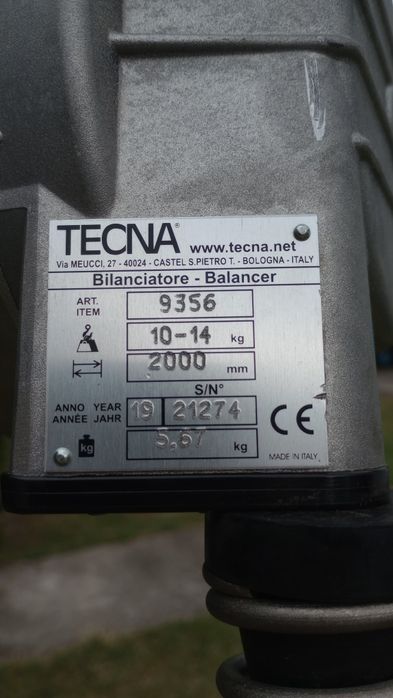 TECNA® www.tecna.net
Via MEUCCI, 27 - 40024 - CASTEL S.PIETRO T. - BOLOGNA - ITALY
Bilanciatore - Balancer
ART. ITEM 9356
10-14 kg
2000 mm
S/N°
ANNO YEAR ANNÉE JAHR 19 21274
kg 5,67 kg
CE
MADE IN ITALY